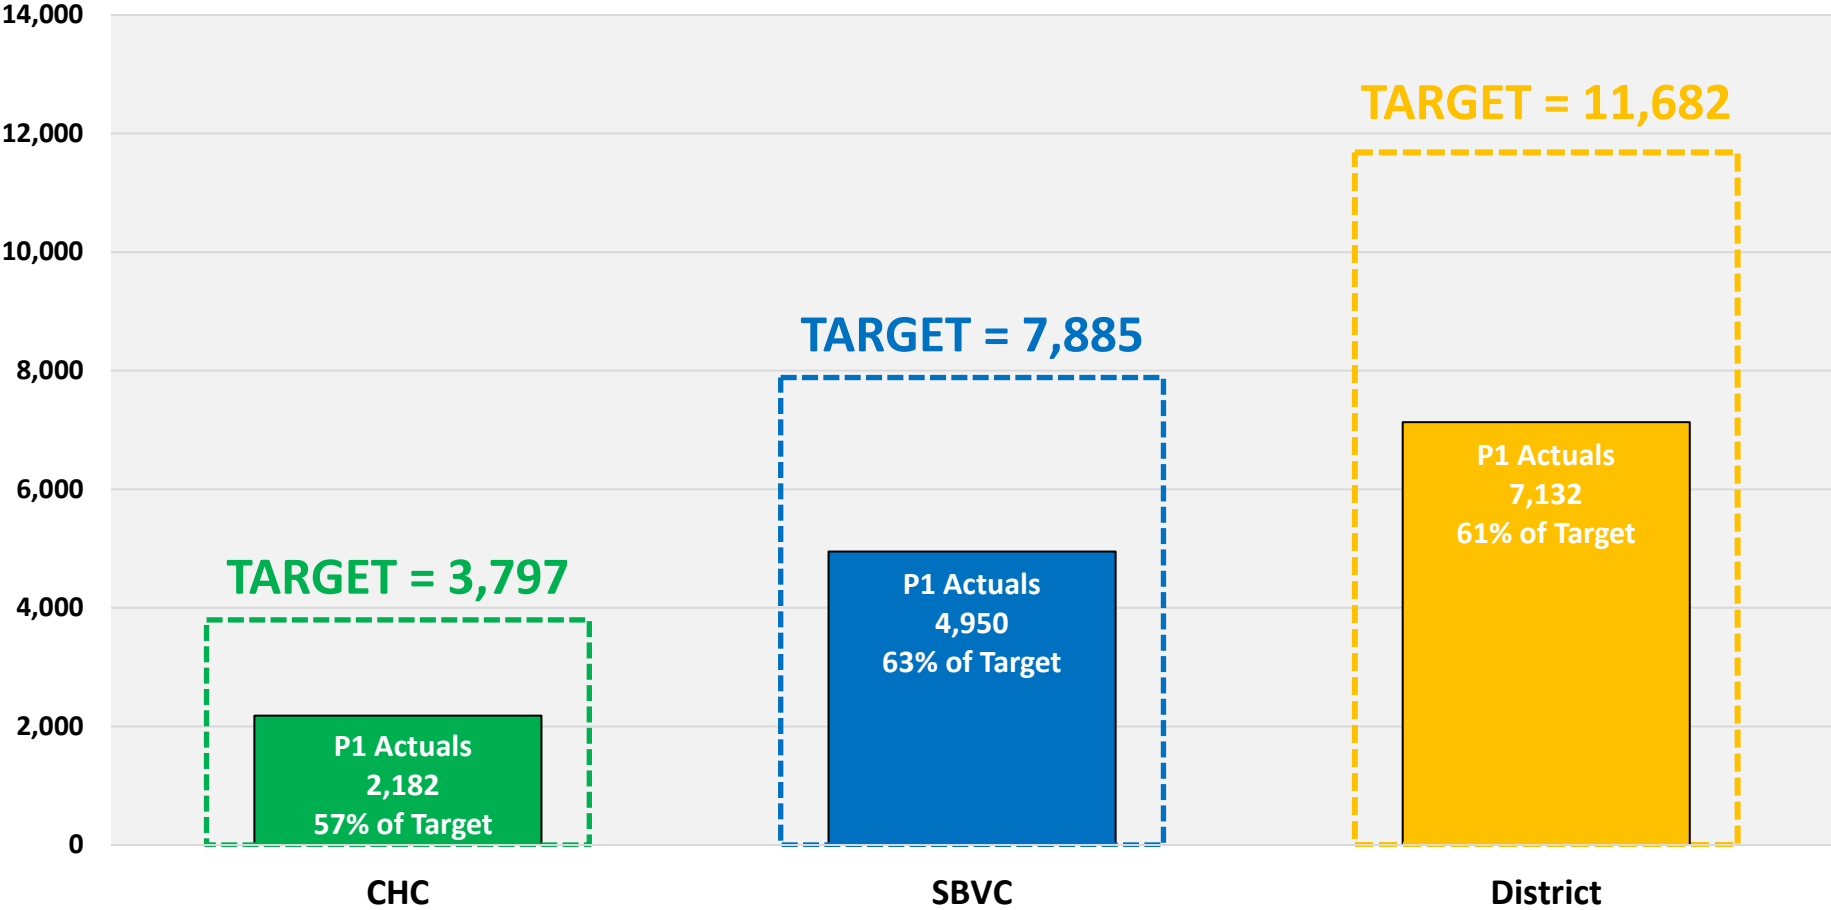 14,000
12,000
10,000
8,000
6,000
4,000
2,000
0
TARGET = 3,797
P1 Actuals
2,182
57% of Target
TARGET = 7,885
P1 Actuals
4,950
63% of Target
TARGET = 11,682
P1 Actuals
7,132
61% of Target
CHC
SBVC
District